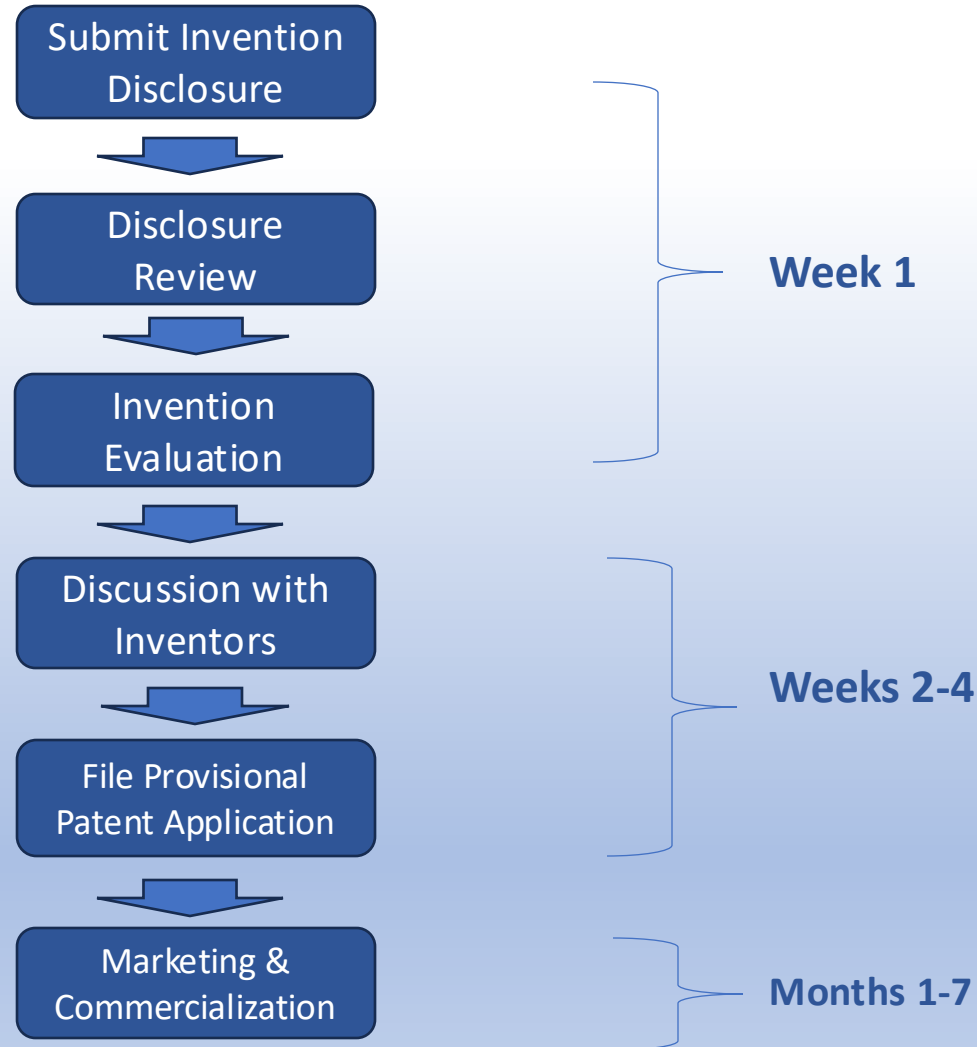 Submit Invention
Disclosure
Disclosure
Review
Week 1
Invention
Evaluation
Discussion with
Inventors
Weeks 2-4
File Provisional
Patent Application
Marketing &
Commercialization
Months 1-7